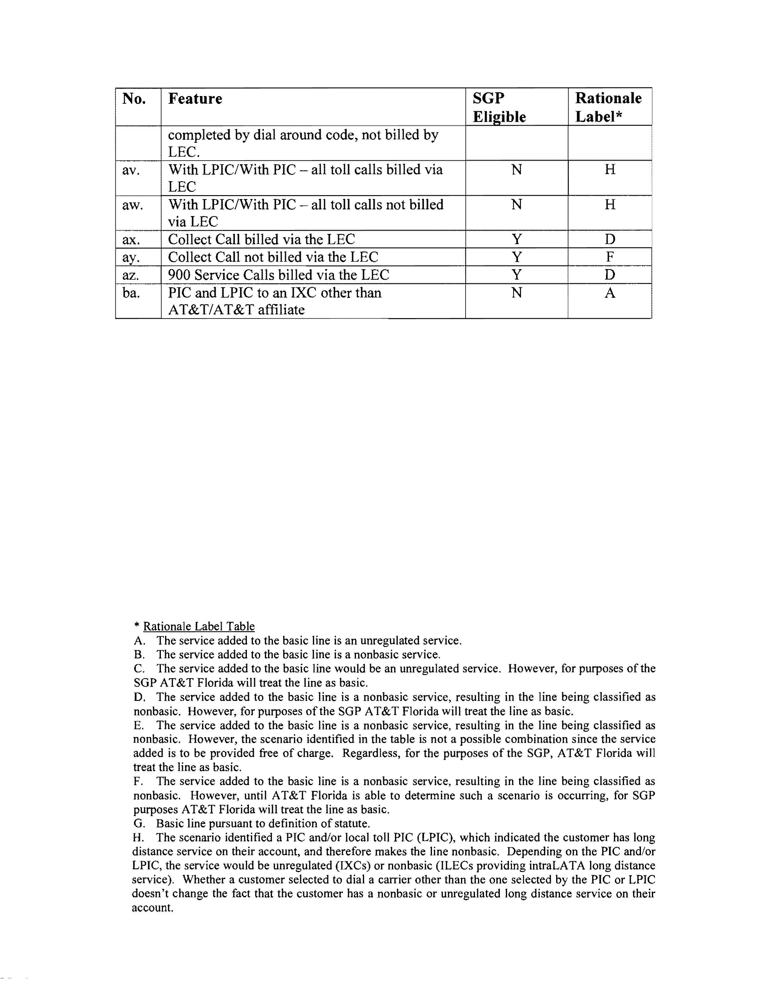 No. Feature SGP Eligible Rationale Label*
completed by dial around code, not billed by
LEC.
av. With LPIC/With PIC – all toll calls billed via N H
LEC
aw. With LPIC/With PIC – all toll calls not billed N H
via LEC
ax. Collect Call billed via the LEC Y D
ay. Collect Call not billed via the LEC Y F
az. 900 Service Calls billed via the LEC Y D
ba. PIC and LPIC to an IXC other than N A
AT&T/AT&T affiliate
* Rationale Label Table
A. The service added to the basic line is an unregulated service.
B. The service added to the basic line is a nonbasic service.
C. The service added to the basic line would be an unregulated service. However, for purposes of the
SGP AT&T Florida will treat the line as basic.
D. The service added to the basic line is a nonbasic service, resulting in the line being classified as
nonbasic. However, for purposes of the SGP AT&T Florida will treat the line as basic.
E. The service added to the basic line is a nonbasic service, resulting in the line being classified as
nonbasic. However, the scenario identified in the table is not a possible combination since the service
added is to be provided free of charge. Regardless, for the purposes of the SGP, AT&T Florida will
treat the line as basic.
F. The service added to the basic line is a nonbasic service, resulting in the line being classified as
nonbasic. However, until AT&T Florida is able to determine such a scenario is occurring, for SGP
purposes AT&T Florida will treat the line as basic.
G. Basic line pursuant to definition of statute.
H. The scenario identified a PIC and/or local toll PIC (LPIC), which indicated the customer has long
distance service on their account, and therefore makes the line nonbasic. Depending on the PIC and/or
LPIC, the service would be unregulated (IXCs) or nonbasic (ILECs providing intraLATA long distance
service). Whether a customer selected to dial a carrier other than the one selected by the PIC or LPIC
doesn't change the fact that the customer has a nonbasic or unregulated long distance service on their
account.